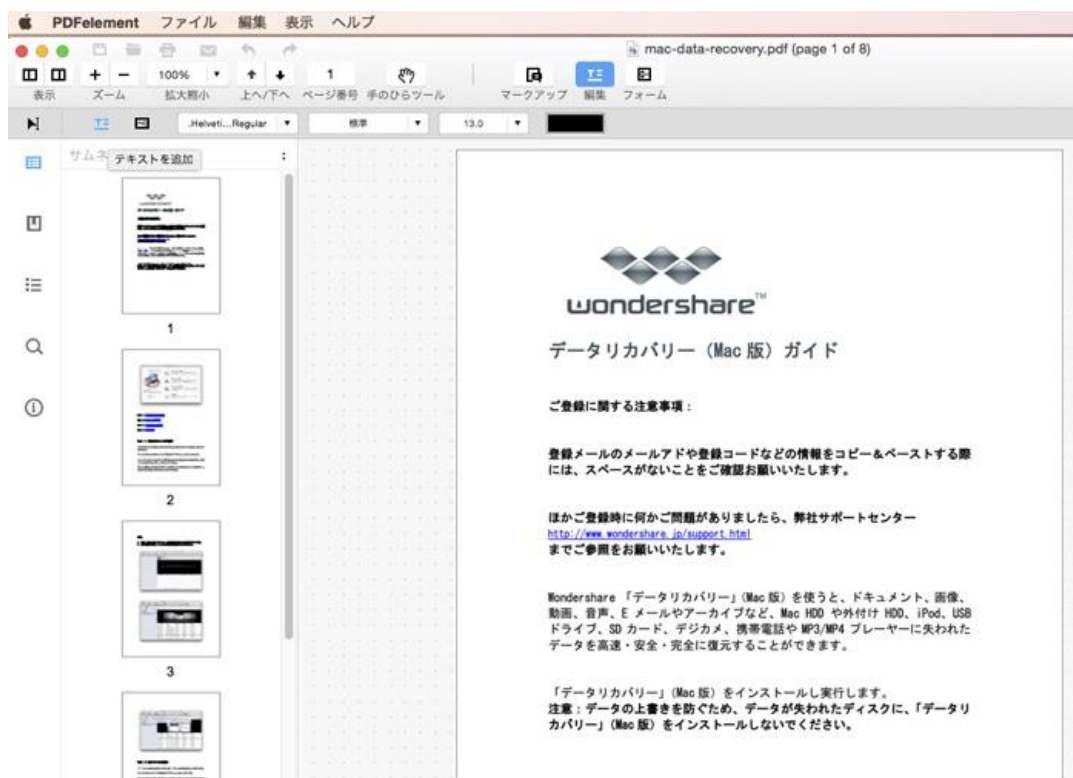 PDFelement ファイル 編集 表示 ヘルプ
mac-data-recovery.pdf (page 1 of 8)
100% 1
表示 ズーム 拡大縮小 上へ/下へ ページ番号 手のひらツール マークアップ 編集 フォーム
.Helveti...Regular 標準 13.0
サムネ
テキストを追加
1
2
3
wondershare™
データリカバリー（Mac 版）ガイド
ご登録に関する注意事項：
登録メールのメールアドや登録コードなどの情報をコピー＆ペーストする際
には、スペースがないことをご確認お願いいたします。
ほかご登録時に何かご問題がありましたら、弊社サポートセンター
http://www.wondershare.jp/support.html
までご参照をお願いいたします。
Wondershare 「データリカバリー」（Mac 版）を使うと、ドキュメント、画像、
動画、音声、E メールやアーカイブなど、Mac HDD や外付け HDD、iPod、USB
ドライブ、SD カード、デジカメ、携帯電話や MP3/MP4 プレーヤーに失われた
データを高速・安全・完全に復元することができます。
「データリカバリー」（Mac 版）をインストールし実行します。
注意：データの上書きを防ぐため、データが失われたディスクに、「データリ
カバリー」（Mac 版）をインストールしないでください。